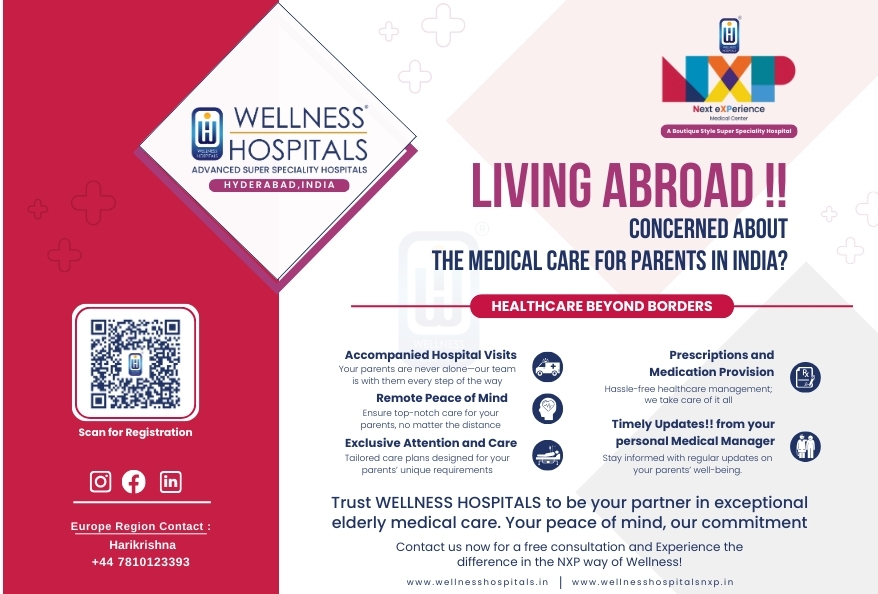 WELLNESS®
HOSPITALS
WELLNESS
HOSPITALS
ADVANCED SUPER SPECIALITY HOSPITALS
HYDERABAD,INDIA
Scan for Registration
Europe Region Contact :
Harikrishna
+44 7810123393
NXP
Next eXPerience
Medical Center
A Boutique Style Super Speciality Hospital
LIVING ABROAD !!
CONCERNED ABOUT
THE MEDICAL CARE FOR PARENTS IN INDIA?
®
WELLNESS
HEALTHCARE BEYOND BORDERS
Accompanied Hospital Visits
Your parents are never alone—our team
is with them every step of the way
Remote Peace of Mind
Ensure top-notch care for your
parents, no matter the distance
Exclusive Attention and Care
Tailored care plans designed for your
parents' unique requirements
Prescriptions and
Medication Provision
Hassle-free healthcare management;
we take care of it all
Timely Updates!! from your
personal Medical Manager
Stay informed with regular updates on
your parents' well-being.
Trust WELLNESS HOSPITALS to be your partner in exceptional
elderly medical care. Your peace of mind, our commitment
Contact us now for a free consultation and Experience the
difference in the NXP way of Wellness!
www.wellnesshospitals.in | www.wellnesshospitalsnxp.in